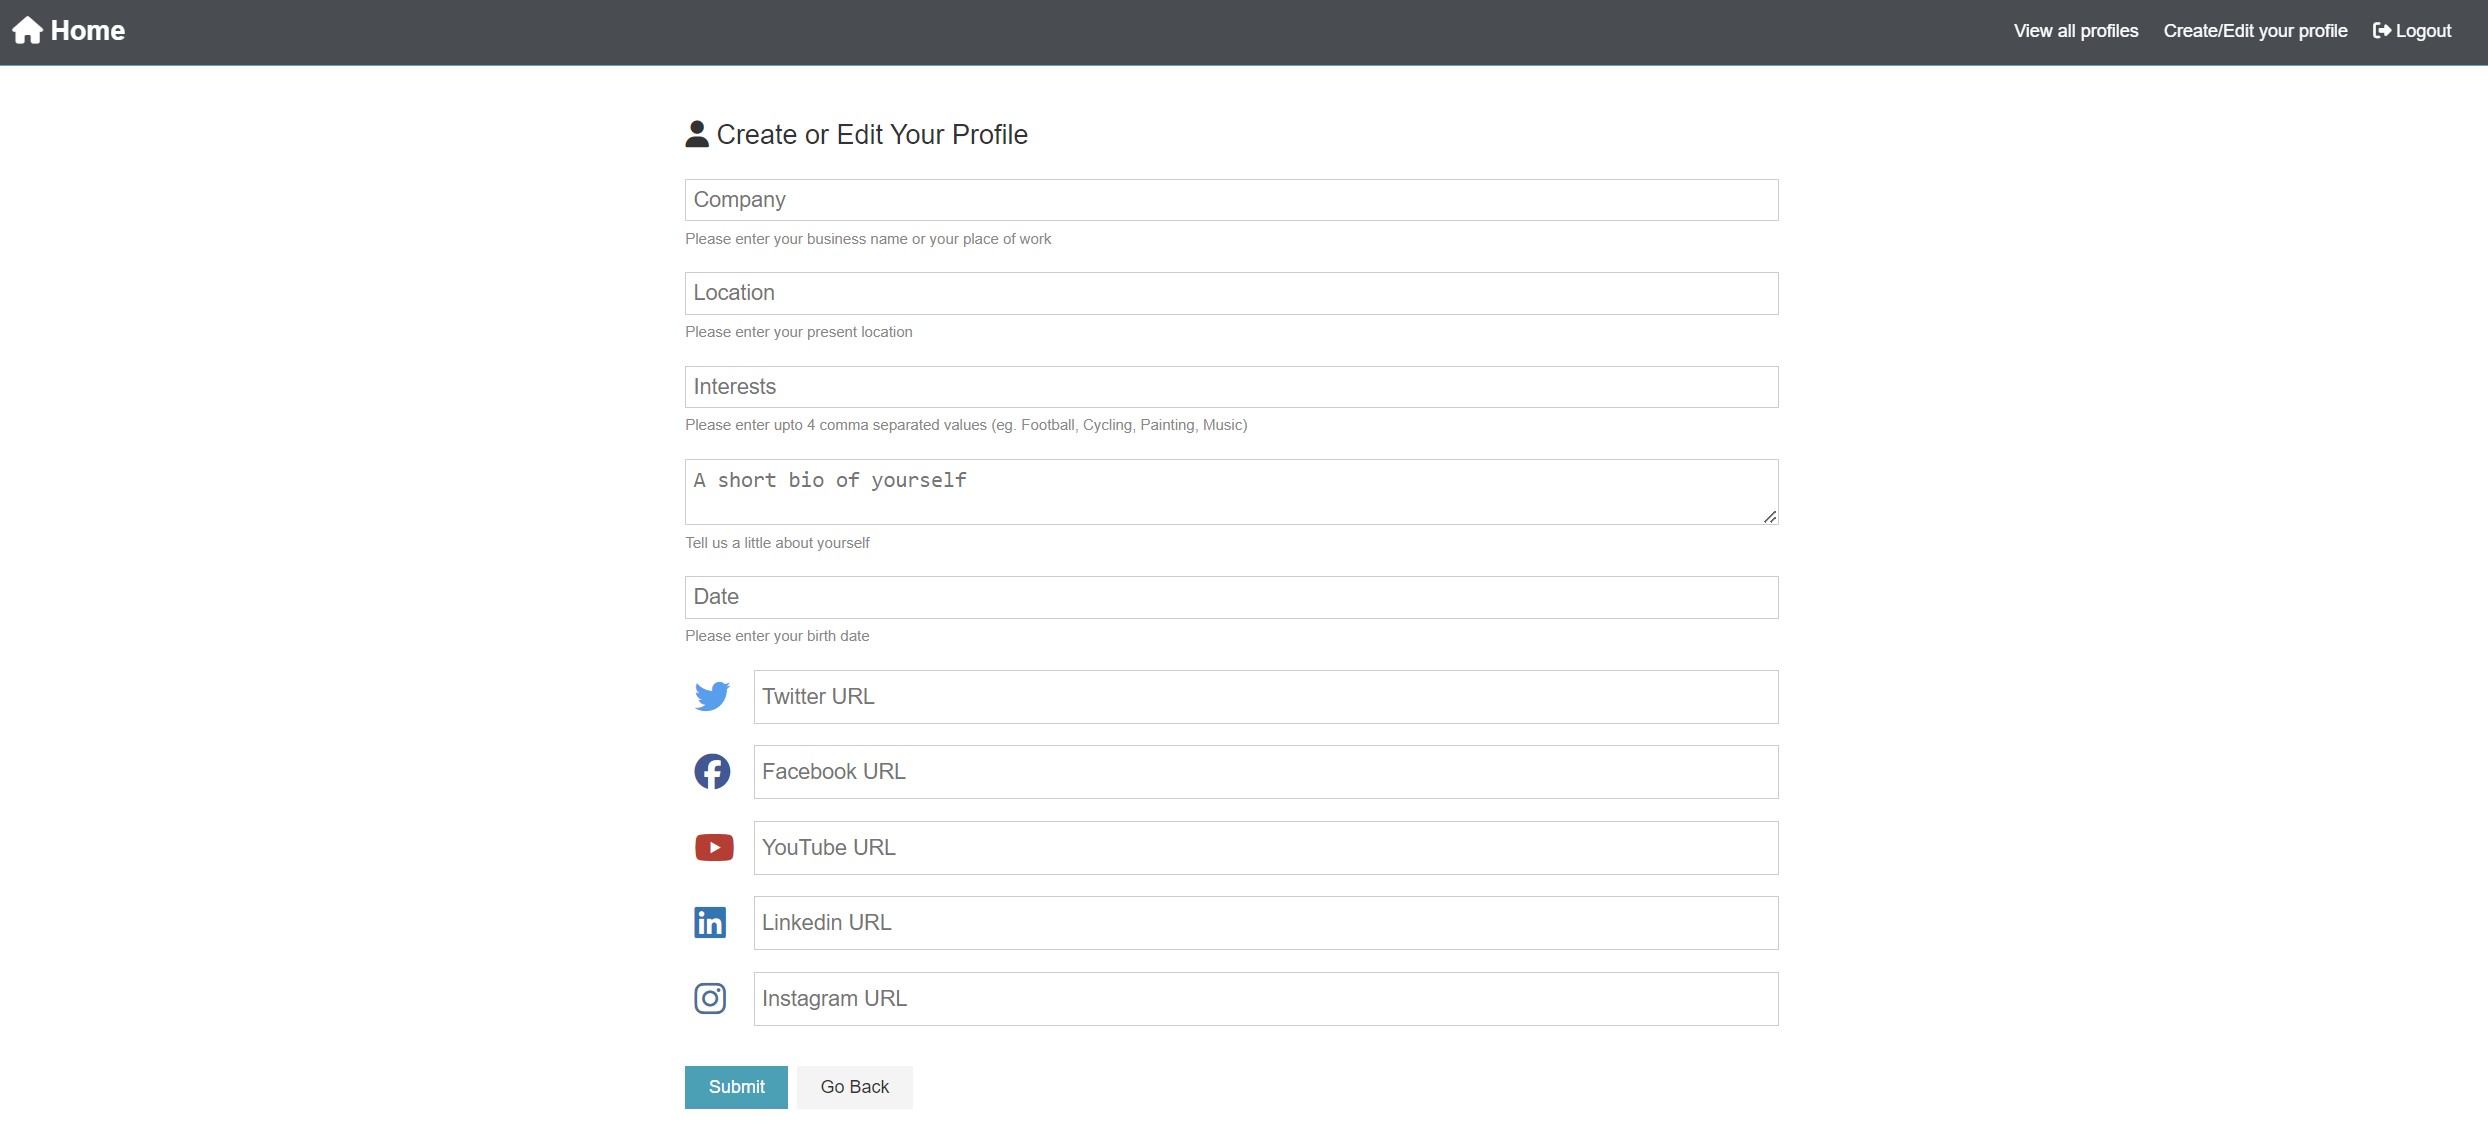 Home
View all profiles
Create/Edit your profile
Logout
Create or Edit Your Profile
Company
Please enter your business name or your place of work
Location
Please enter your present location
Interests
Please enter upto 4 comma separated values (eg. Football, Cycling, Painting, Music)
A short bio of yourself
Tell us a little about yourself
Date
Please enter your birth date
Twitter URL
Facebook URL
YouTube URL
Linkedin URL
Instagram URL
Submit
Go Back